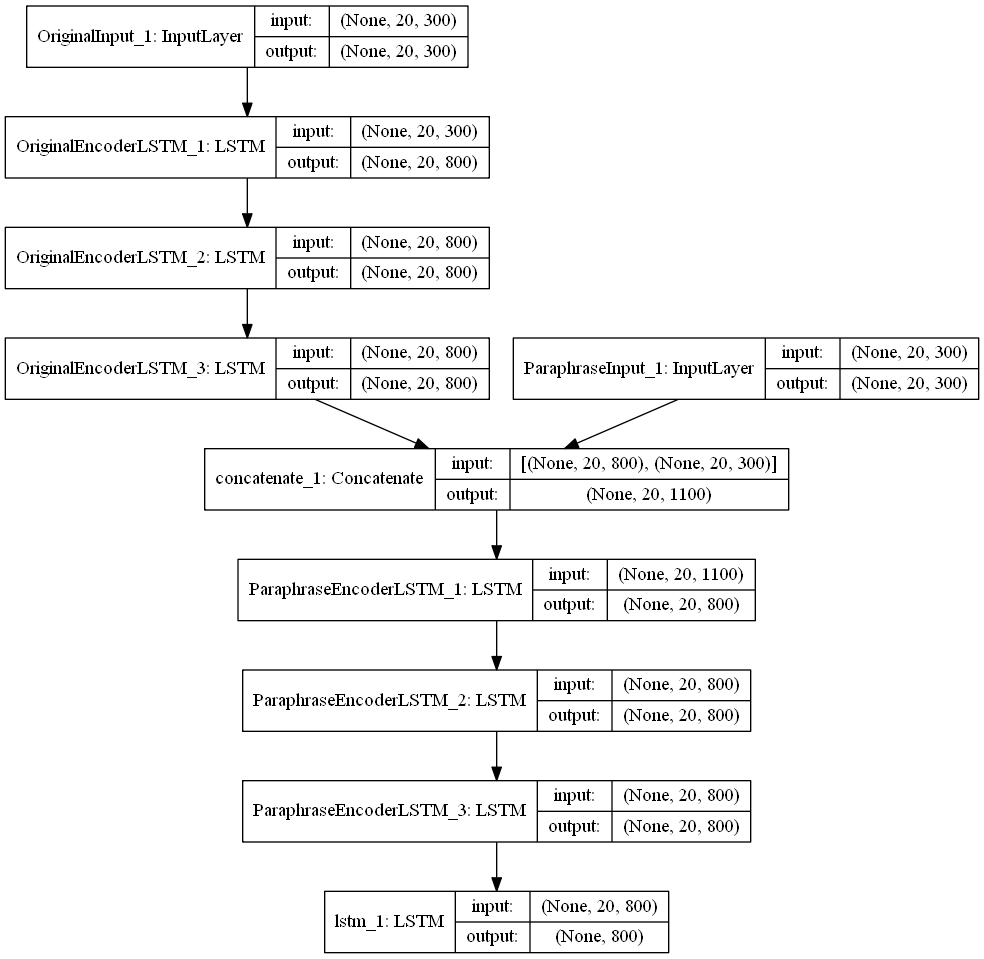 OriginalInput_1: InputLayer
input: (None, 20, 300)
output: (None, 20, 300)
OriginalEncoderLSTM_1: LSTM
input: (None, 20, 300)
output: (None, 20, 800)
OriginalEncoderLSTM_2: LSTM
input: (None, 20, 800)
output: (None, 20, 800)
OriginalEncoderLSTM_3: LSTM
input: (None, 20, 800)
output: (None, 20, 800)
ParaphraseInput_1: InputLayer
input: (None, 20, 300)
output: (None, 20, 300)
concatenate_1: Concatenate
input: [(None, 20, 800), (None, 20, 300)]
output: (None, 20, 1100)
ParaphraseEncoderLSTM_1: LSTM
input: (None, 20, 1100)
output: (None, 20, 800)
ParaphraseEncoderLSTM_2: LSTM
input: (None, 20, 800)
output: (None, 20, 800)
ParaphraseEncoderLSTM_3: LSTM
input: (None, 20, 800)
output: (None, 20, 800)
lstm_1: LSTM
input: (None, 20, 800)
output: (None, 800)